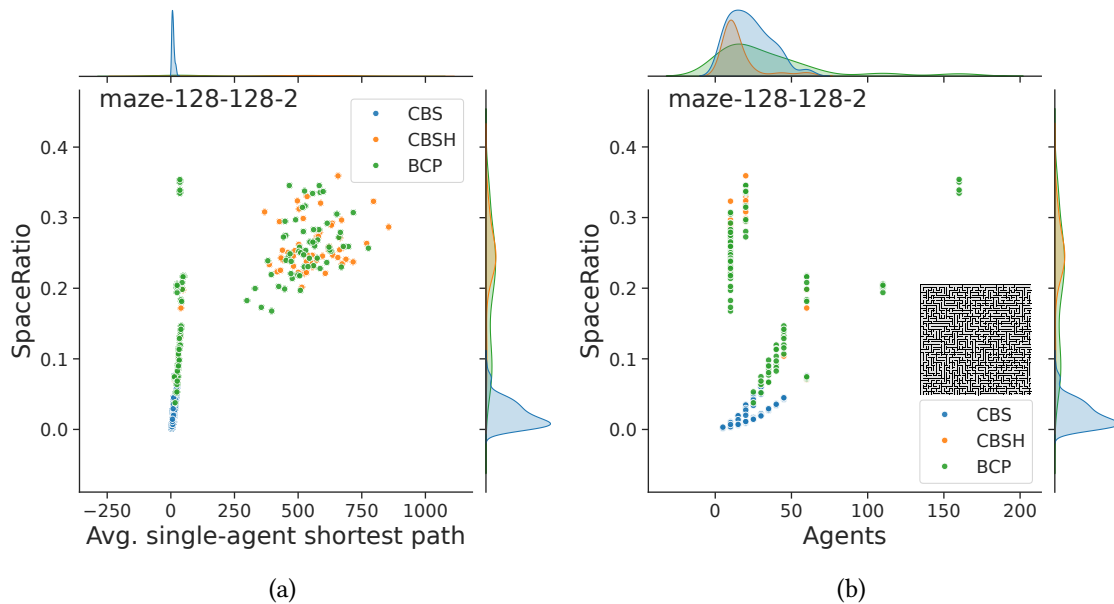 maze-128-128-2
CBS
CBSH
BCP
0.4
0.3
0.2
0.1
0.0
SpaceRatio
−250
0
250
500
750
1000
Avg. single-agent shortest path
(a)
maze-128-128-2
0.4
0.3
0.2
0.1
0.0
SpaceRatio
CBS
CBSH
BCP
0
50
100
150
200
Agents
(b)